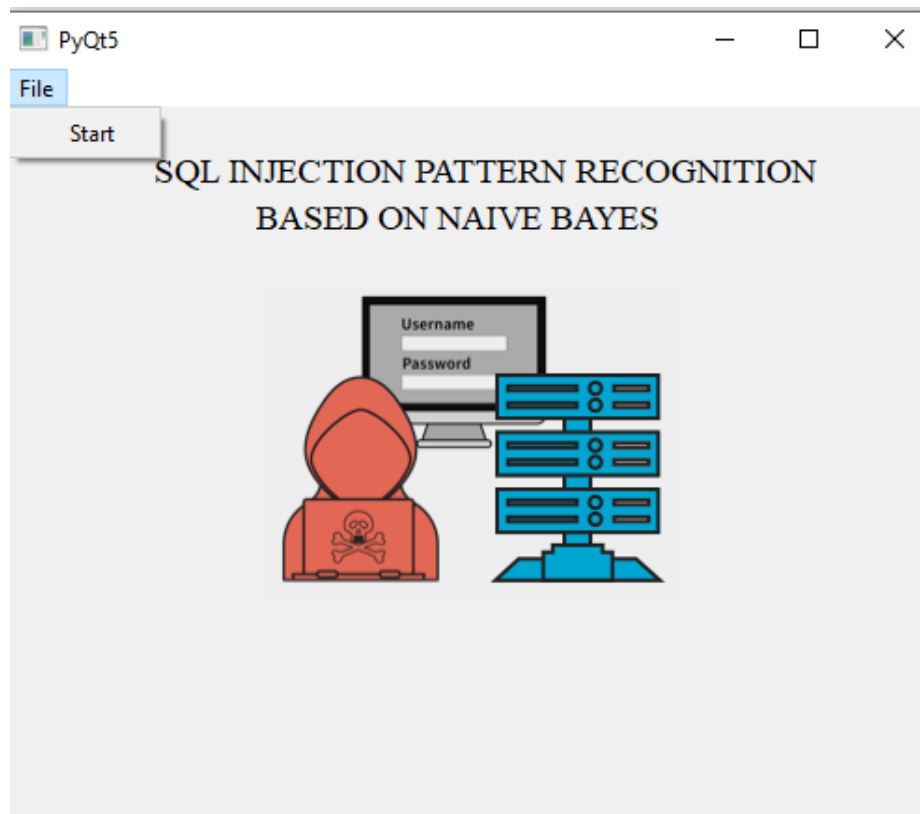 PyQt5
File
Start
SQL INJECTION PATTERN RECOGNITION
BASED ON NAIVE BAYES
Username
Password